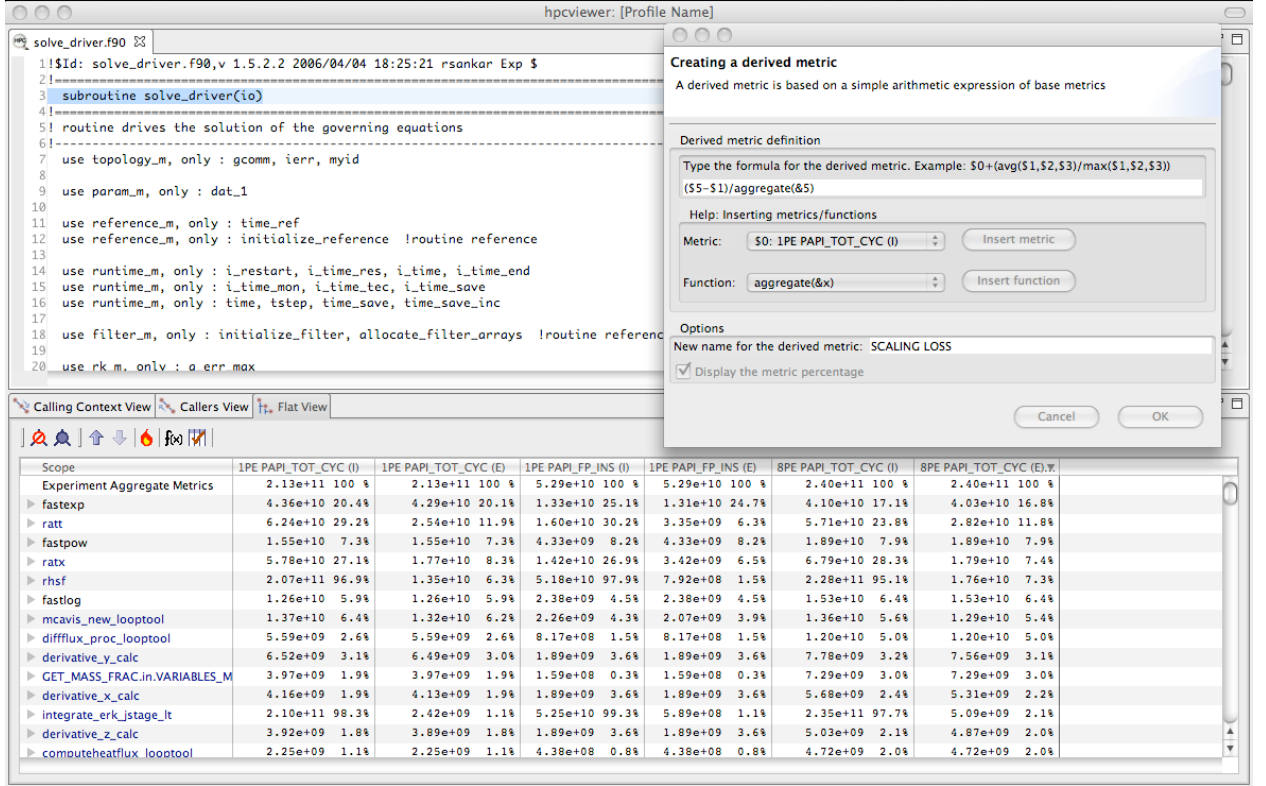 hpcviewer: [Profile Name]
solve_driver.f90
1 !$Id: solve_driver.f90,v 1.5.2.2 2006/04/04 18:25:21 rsankar Exp $
2 !=========================================================================
3 subroutine solve_driver(io)
4 !=========================================================================
5 ! routine drives the solution of the governing equations
6 !-------------------------------------------------------------------------
7 use topology_m, only : gcomm, ierr, myid
8
9 use param_m, only : dat_1
10
11 use reference_m, only : time_ref
12 use reference_m, only : initialize_reference !routine reference
13
14 use runtime_m, only : i_restart, i_time_res, i_time, i_time_end
15 use runtime_m, only : i_time_mon, i_time_tec, i_time_save
16 use runtime_m, only : time, tstep, time_save, time_save_inc
17
18 use filter_m, only : initialize_filter, allocate_filter_arrays !routine referenc
19
20 use rk_m, only : q_err_max
Creating a derived metric
A derived metric is based on a simple arithmetic expression of base metrics
Derived metric definition
Type the formula for the derived metric. Example: $0+(avg($1,$2,$3)/max($1,$2,$3))
($5-$1)/aggregate(&5)
Help: Inserting metrics/functions
Metric: $0: 1PE PAPI_TOT_CYC (I) Insert metric
Function: aggregate(&x) Insert function
Options
New name for the derived metric: SCALING LOSS
Display the metric percentage
Cancel OK
Calling Context View Callers View Flat View
f(x)
Scope 1PE PAPI_TOT_CYC (I) 1PE PAPI_TOT_CYC (E) 1PE PAPI_FP_INS (I) 1PE PAPI_FP_INS (E) 8PE PAPI_TOT_CYC (I) 8PE PAPI_TOT_CYC (E)
Experiment Aggregate Metrics 2.13e+11 100 % 2.13e+11 100 % 5.29e+10 100 % 5.29e+10 100 % 2.40e+11 100 % 2.40e+11 100 %
fastexp 4.36e+10 20.4% 4.29e+10 20.1% 1.33e+10 25.1% 1.31e+10 24.7% 4.10e+10 17.1% 4.03e+10 16.8%
ratt 6.24e+10 29.2% 2.54e+10 11.9% 1.60e+10 30.2% 3.35e+09 6.3% 5.71e+10 23.8% 2.82e+10 11.8%
fastpow 1.55e+10 7.3% 1.55e+10 7.3% 4.33e+09 8.2% 4.33e+09 8.2% 1.89e+10 7.9% 1.89e+10 7.9%
ratx 5.78e+10 27.1% 1.77e+10 8.3% 1.42e+10 26.9% 3.42e+09 6.5% 6.79e+10 28.3% 1.79e+10 7.4%
rhsf 2.07e+11 96.9% 1.35e+10 6.3% 5.18e+10 97.9% 7.92e+08 1.5% 2.28e+11 95.1% 1.76e+10 7.3%
fastlog 1.26e+10 5.9% 1.26e+10 5.9% 2.38e+09 4.5% 2.38e+09 4.5% 1.53e+10 6.4% 1.53e+10 6.4%
mcavis_new_looptool 1.37e+10 6.4% 1.32e+10 6.2% 2.26e+09 4.3% 2.07e+09 3.9% 1.36e+10 5.6% 1.29e+10 5.4%
diffflux_proc_looptool 5.59e+09 2.6% 5.59e+09 2.6% 8.17e+08 1.5% 8.17e+08 1.5% 1.20e+10 5.0% 1.20e+10 5.0%
derivative_y_calc 6.52e+09 3.1% 6.49e+09 3.0% 1.89e+09 3.6% 1.89e+09 3.6% 7.78e+09 3.2% 7.56e+09 3.1%
GET_MASS_FRAC.in.VARIABLES_M 3.97e+09 1.9% 3.97e+09 1.9% 1.59e+08 0.3% 1.59e+08 0.3% 7.29e+09 3.0% 7.29e+09 3.0%
derivative_x_calc 4.16e+09 1.9% 4.13e+09 1.9% 1.89e+09 3.6% 1.89e+09 3.6% 5.68e+09 2.4% 5.31e+09 2.2%
integrate_erk_jstage_lt 2.10e+11 98.3% 2.42e+09 1.1% 5.25e+10 99.3% 5.89e+08 1.1% 2.35e+11 97.7% 5.09e+09 2.1%
derivative_z_calc 3.92e+09 1.8% 3.89e+09 1.8% 1.89e+09 3.6% 1.89e+09 3.6% 5.03e+09 2.1% 4.87e+09 2.0%
computeheatflux_looptool 2.25e+09 1.1% 2.25e+09 1.1% 4.38e+08 0.8% 4.38e+08 0.8% 4.72e+09 2.0% 4.72e+09 2.0%